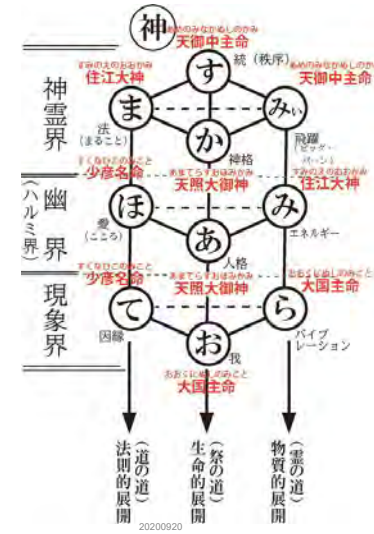 神
あめのみなかぬしのかみ
天御中主命
すみのえのおおかみ
住江大神
す
統（秩序）
あめのみなかぬしのかみ
天御中主命
神霊界
ま
みぃ
法
（まること）
か
神格
飛躍
（ビッグ・
バーン）
すくなひこのみこと
少彦名命
あまてらすおほみかみ
天照大御神
すみのえのおおかみ
住江大神
幽界
（ハルミ界）
ほ
み
愛
（こころ）
あ
人格
エネルギー
すくなひこのみこと
少彦名命
あまてらすおほみかみ
天照大御神
おおくにぬしのみこと
大国主命
現象界
て
ら
因縁
お
我
バイブ
レーション
おおくにぬしのみこと
大国主命
（道の道）
法則的展開
（祭の道）
生命的展開
（霊の道）
物質的展開
20200920